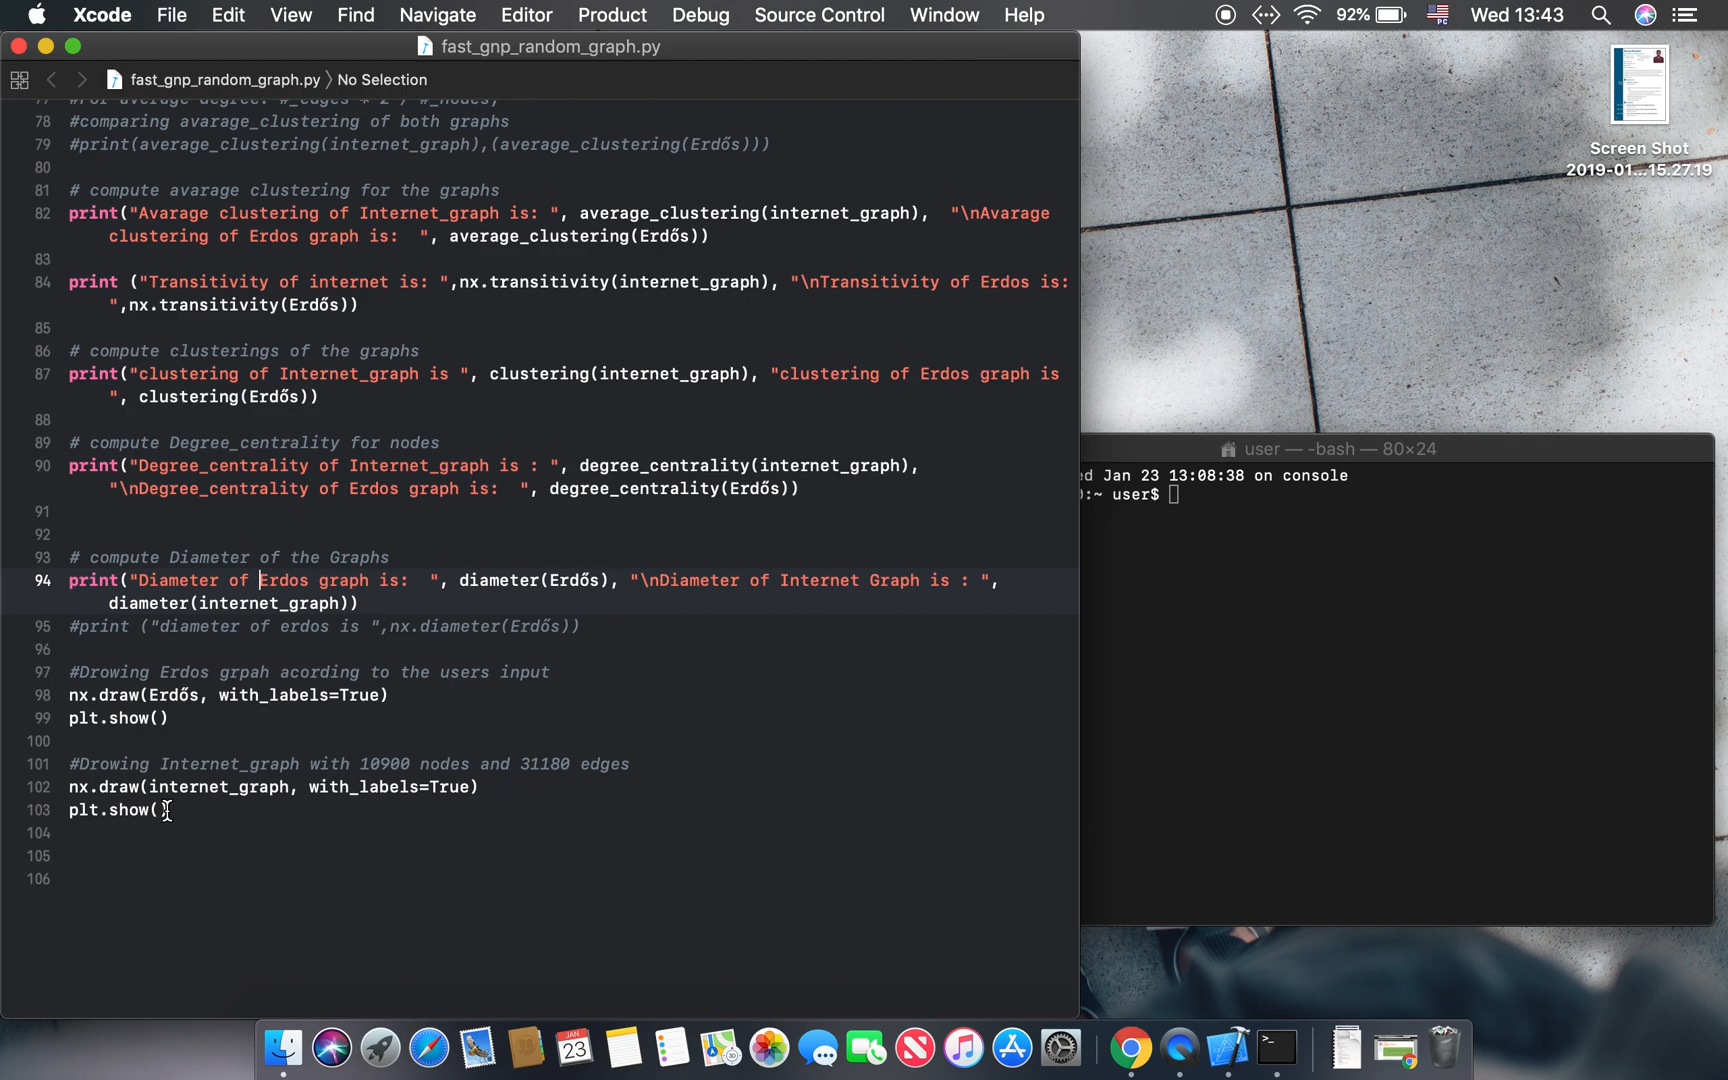 Xcode File Edit View Find Navigate Editor Product Debug Source Control Window Help 92% PC Wed 13:43
fast_gnp_random_graph.py
fast_gnp_random_graph.py 〉 No Selection
77 #For average degree: #_edges * 2 / #_nodes,
78 #comparing avarage_clustering of both graphs
79 #print(average_clustering(internet_graph),(average_clustering(Erdős)))
80
81 # compute avarage clustering for the graphs
82 print("Avarage clustering of Internet_graph is: ", average_clustering(internet_graph),  "\nAvarage
clustering of Erdos graph is:  ", average_clustering(Erdős))
83
84 print ("Transitivity of internet is: ",nx.transitivity(internet_graph), "\nTransitivity of Erdos is:
",nx.transitivity(Erdős))
85
86 # compute clusterings of the graphs
87 print("clustering of Internet_graph is ", clustering(internet_graph), "clustering of Erdos graph is
", clustering(Erdős))
88
89 # compute Degree_centrality for nodes
90 print("Degree_centrality of Internet_graph is : ", degree_centrality(internet_graph),
"\nDegree_centrality of Erdos graph is:  ", degree_centrality(Erdős))
91
92
93 # compute Diameter of the Graphs
94 print("Diameter of Erdos graph is:  ", diameter(Erdős), "\nDiameter of Internet Graph is : ",
diameter(internet_graph))
95 #print ("diameter of erdos is ",nx.diameter(Erdős))
96
97 #Drowing Erdos grpah acording to the users input
98 nx.draw(Erdős, with_labels=True)
99 plt.show()
100
101 #Drowing Internet_graph with 10900 nodes and 31180 edges
102 nx.draw(internet_graph, with_labels=True)
103 plt.show()
104
105
106
Screen Shot
2019-01...15.27.19
user — -bash — 80×24
ed Jan 23 13:08:38 on console
:~ user$
JAN
23